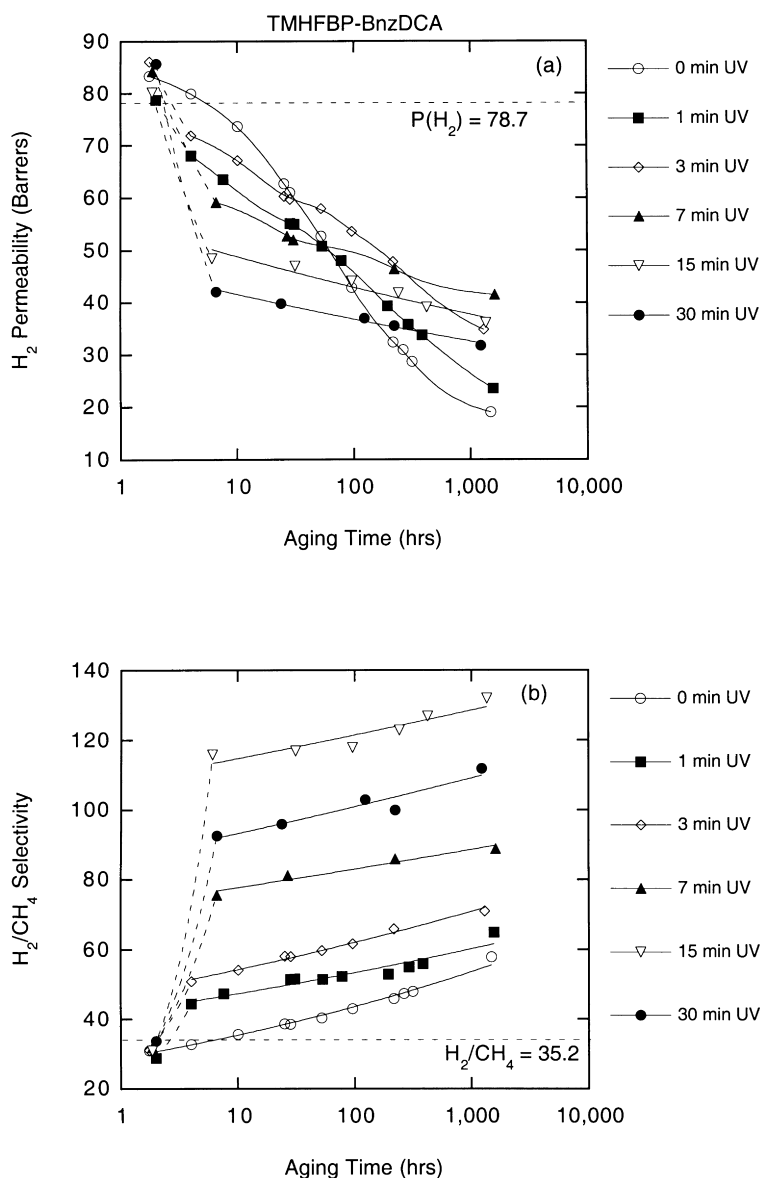 TMHFBP-BnzDCA
(a)
P(H2) = 78.7
H2 Permeability (Barrers)
90
80
70
60
50
40
30
20
10
1
10
100
1,000
10,000
Aging Time (hrs)
0 min UV
1 min UV
3 min UV
7 min UV
15 min UV
30 min UV
(b)
H2/CH4 = 35.2
H2/CH4 Selectivity
140
120
100
80
60
40
20
1
10
100
1,000
10,000
Aging Time (hrs)
0 min UV
1 min UV
3 min UV
7 min UV
15 min UV
30 min UV